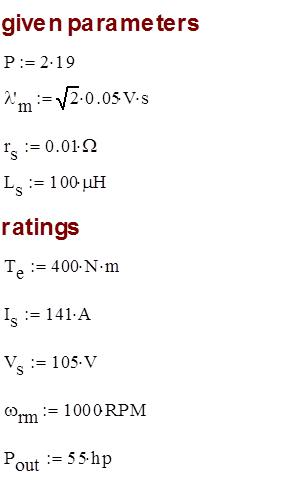 given parameters
P := 2·19
λ'm := √2·0.05·V·s
rs := 0.01·Ω
Ls := 100·μH
ratings
Te := 400·N·m
Is := 141·A
Vs := 105·V
ωrm := 1000·RPM
Pout := 55·hp